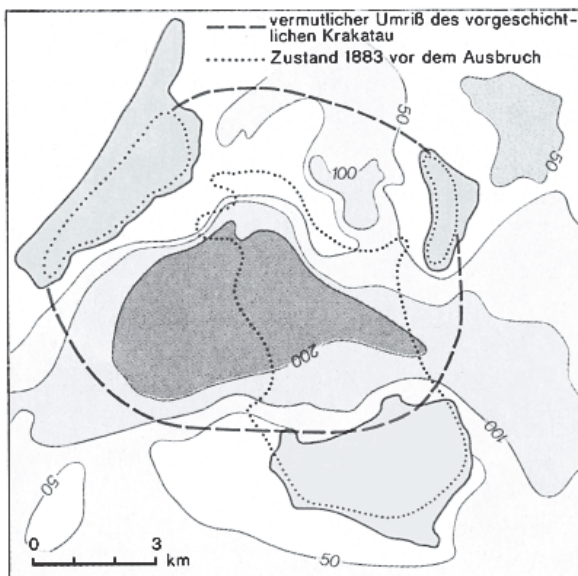 vermutlicher Umriß des vorgeschicht-
lichen Krakatau
Zustand 1883 vor dem Ausbruch
50
50
100
200
100
50
50
0 3
km